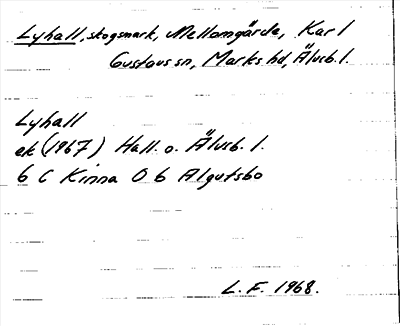 Lyhall, skogsmark, Mellomgärde, Karl
Gustavs sn, Marks hd, Älvsb. l.
Lyhall
ek (1967) Hall. o. Älvsb. l.
6 C Kinna 0 b Algutsbo
L. F. 1968.